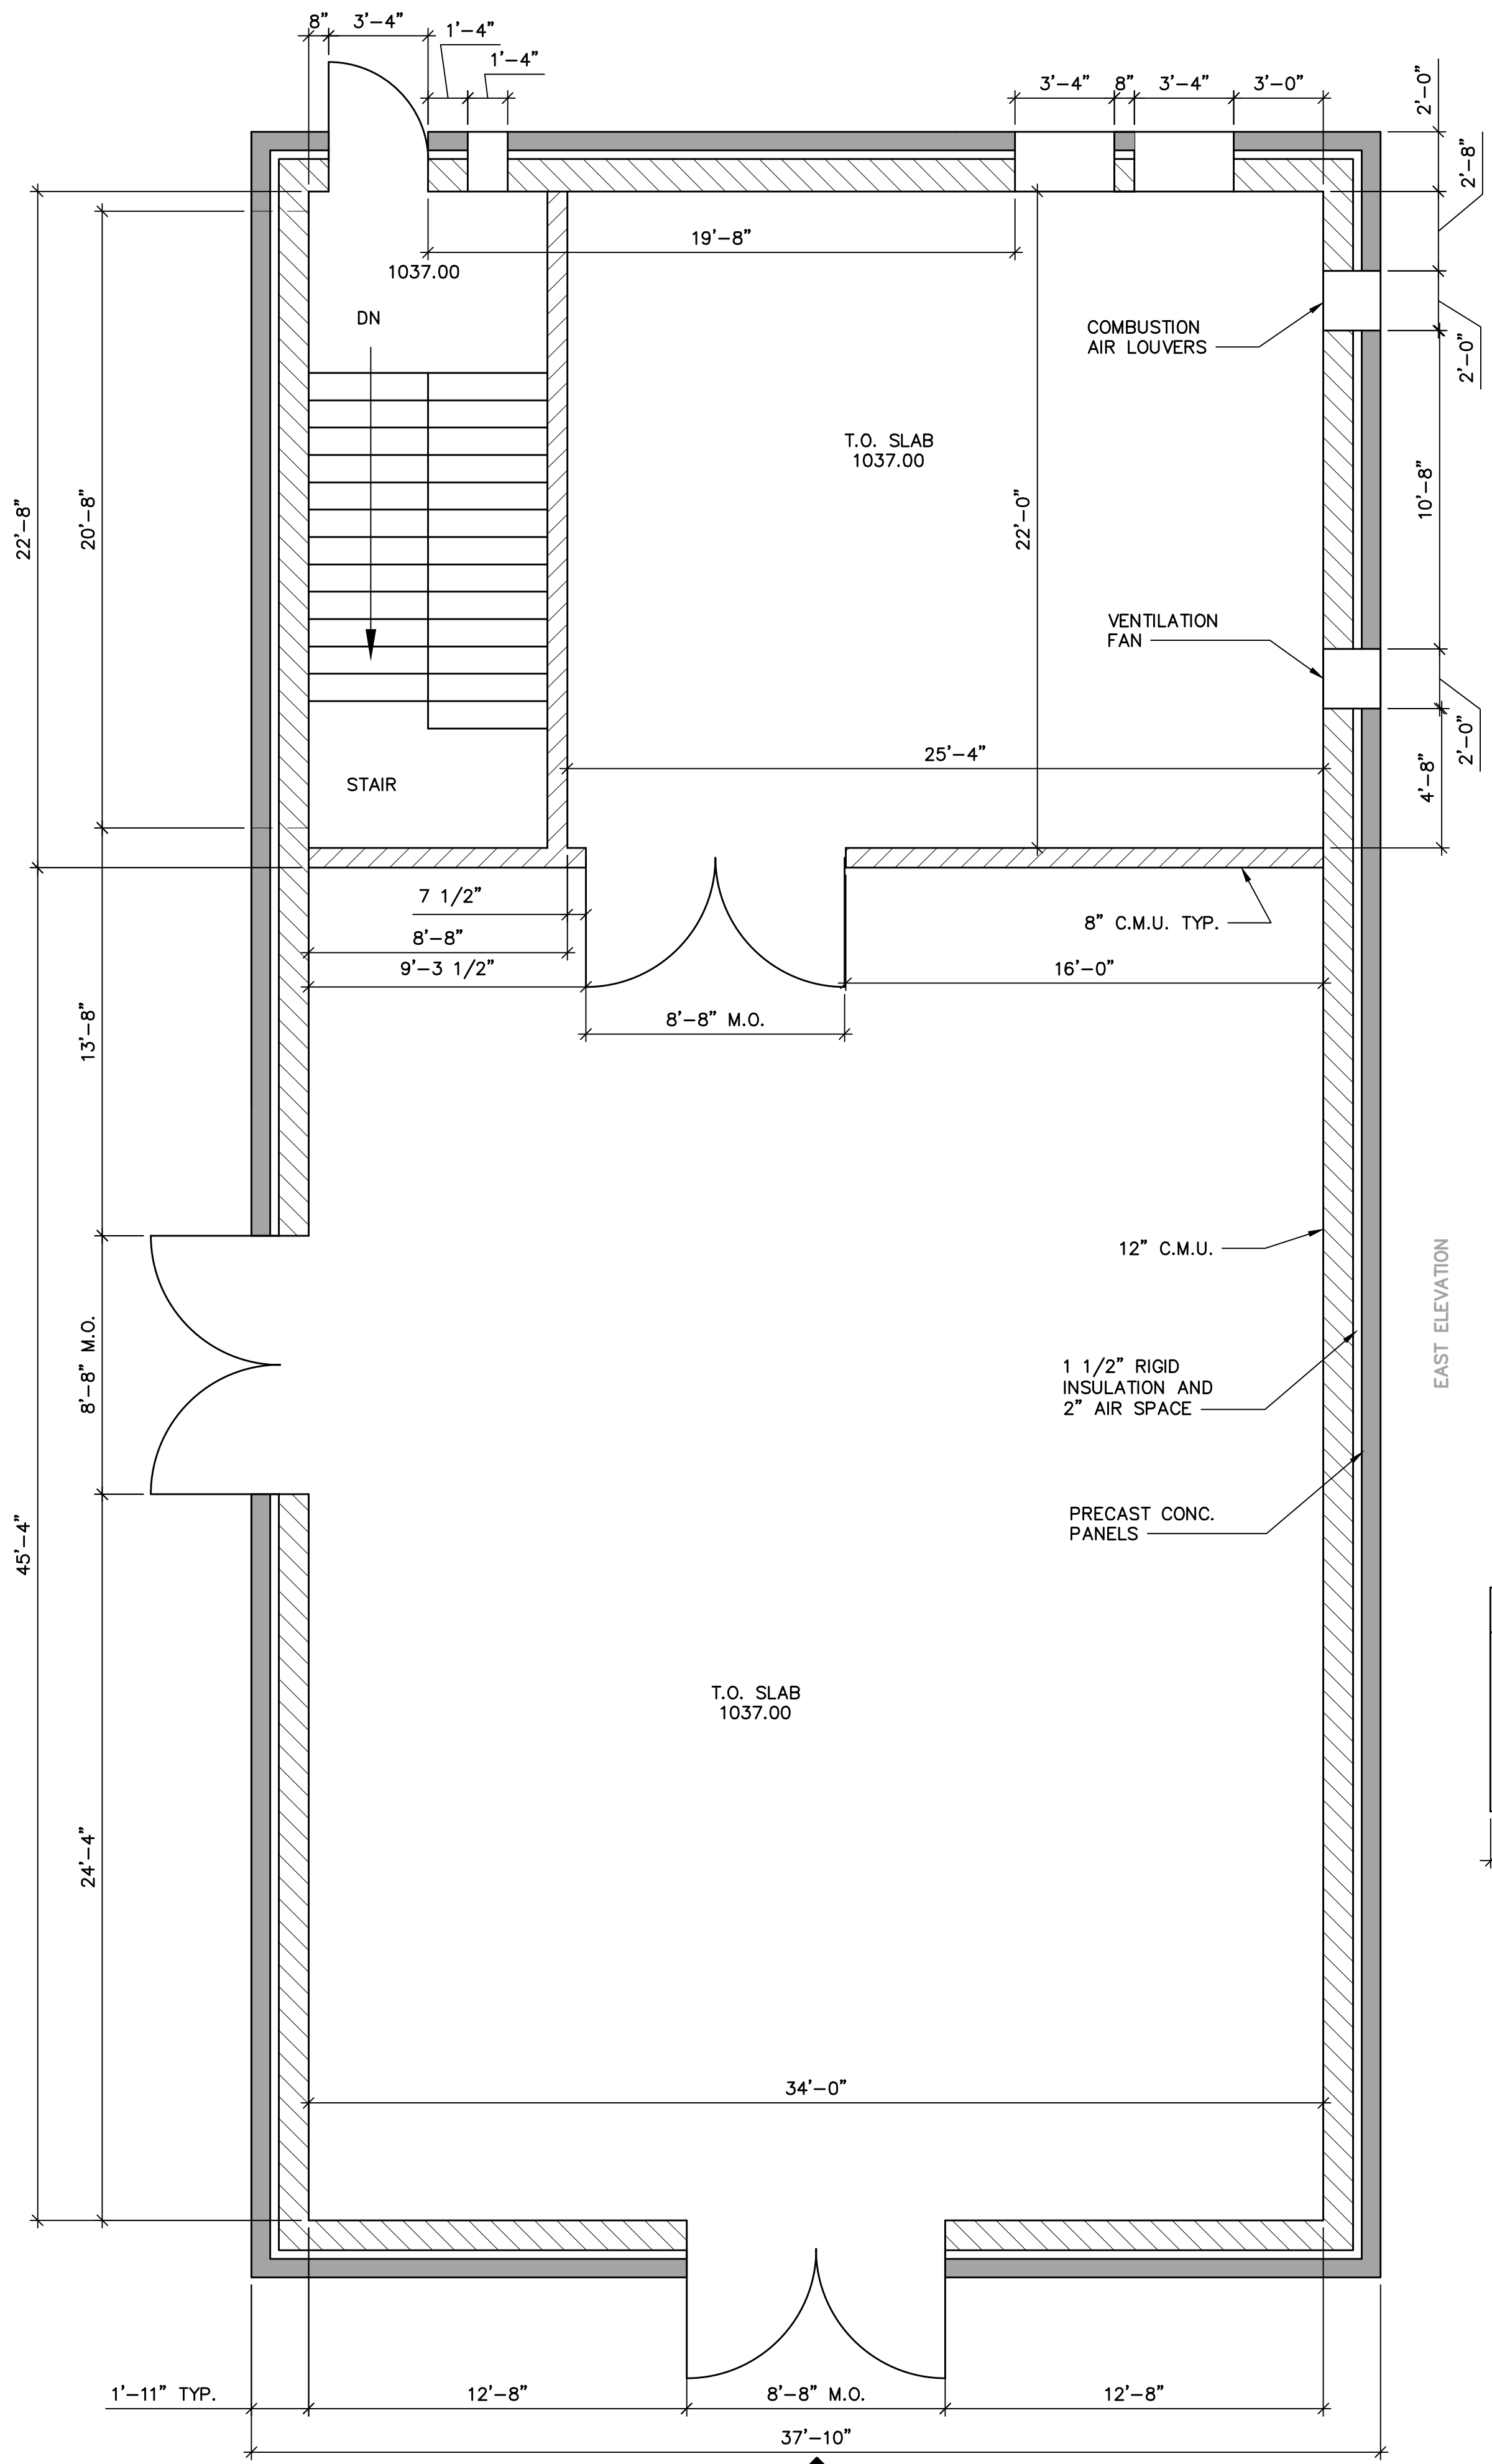 8” 3’–4” 1’–4”
1’–4”
3’–4” 8” 3’–4” 3’–0”
2’–0”
2’–8”
19’–8”
1037.00
DN
COMBUSTION
AIR LOUVERS
2’–0”
T.O. SLAB
1037.00
22’–8”
20’–8”
22’–0”
10’–8”
VENTILATION
FAN
25’–4”
2’–0”
4’–8”
STAIR
7 1/2”
8’–8”
9’–3 1/2”
8” C.M.U. TYP.
16’–0”
8’–8” M.O.
13’–8”
12” C.M.U.
EAST ELEVATION
8’–8” M.O.
1 1/2” RIGID
INSULATION AND
2” AIR SPACE
PRECAST CONC.
PANELS
45’–4”
T.O. SLAB
1037.00
24’–4”
34’–0”
1’–11” TYP. 12’–8” 8’–8” M.O. 12’–8”
37’–10”